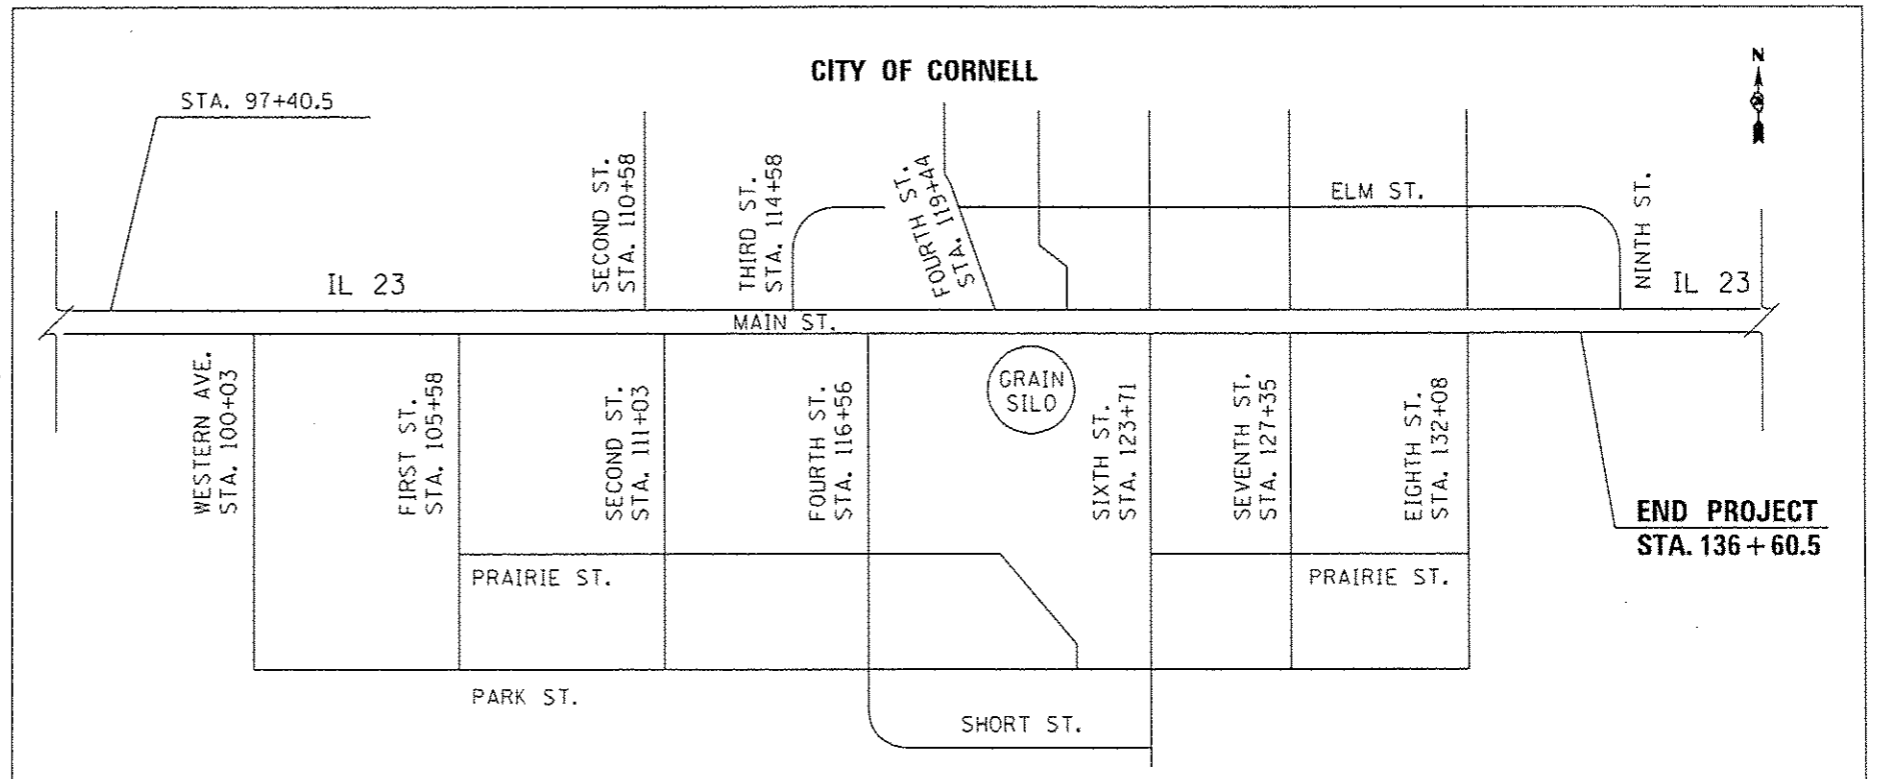 CITY OF CORNELL
N
STA. 97+40.5
SECOND ST.
STA. 110+58
THIRD ST.
STA. 114+58
FOURTH ST.
STA. 119+44
ELM ST.
NINTH ST.
IL 23
IL 23
MAIN ST.
WESTERN AVE.
STA. 100+03
FIRST ST.
STA. 105+58
SECOND ST.
STA. 111+03
FOURTH ST.
STA. 116+56
GRAIN
SILO
SIXTH ST.
STA. 123+71
SEVENTH ST.
STA. 127+35
EIGHTH ST.
STA. 132+08
END PROJECT
STA. 136+60.5
PRAIRIE ST.
PRAIRIE ST.
PARK ST.
SHORT ST.